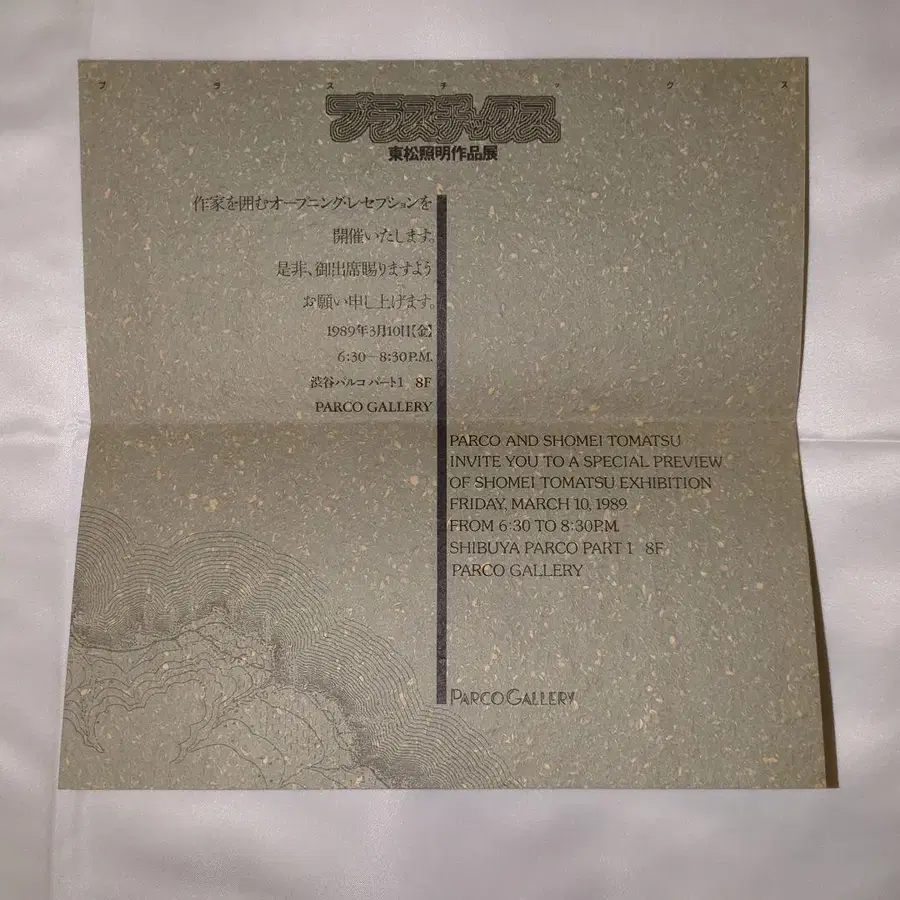 プラスチックス
プラスチックス
東松照明作品展
作家を囲むオープニング・レセプションを
開催いたします。
是非、御出席賜りますよう
お願い申し上げます。
1989年3月10日【金】
6:30—8:30P.M.
渋谷パルコ パート1 8F
PARCO GALLERY
PARCO AND SHOMEI TOMATSU
INVITE YOU TO A SPECIAL PREVIEW
OF SHOMEI TOMATSU EXHIBITION
FRIDAY, MARCH 10, 1989
FROM 6:30 TO 8:30P.M.
SHIBUYA PARCO PART 1 8F
PARCO GALLERY
PARCO GALLERY